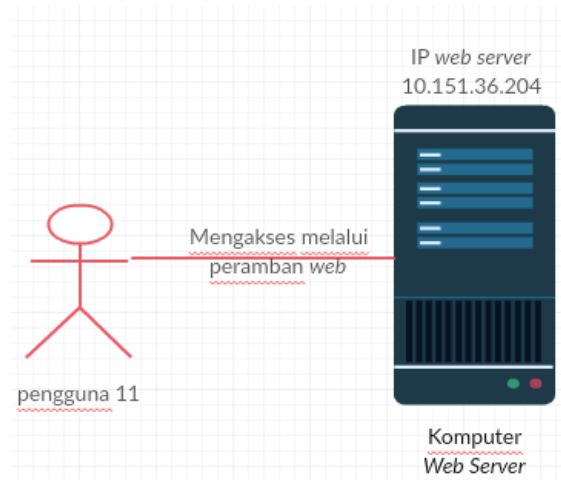 IP web server
10.151.36.204
Mengakses melalui
peramban web
pengguna 11
Komputer
Web Server